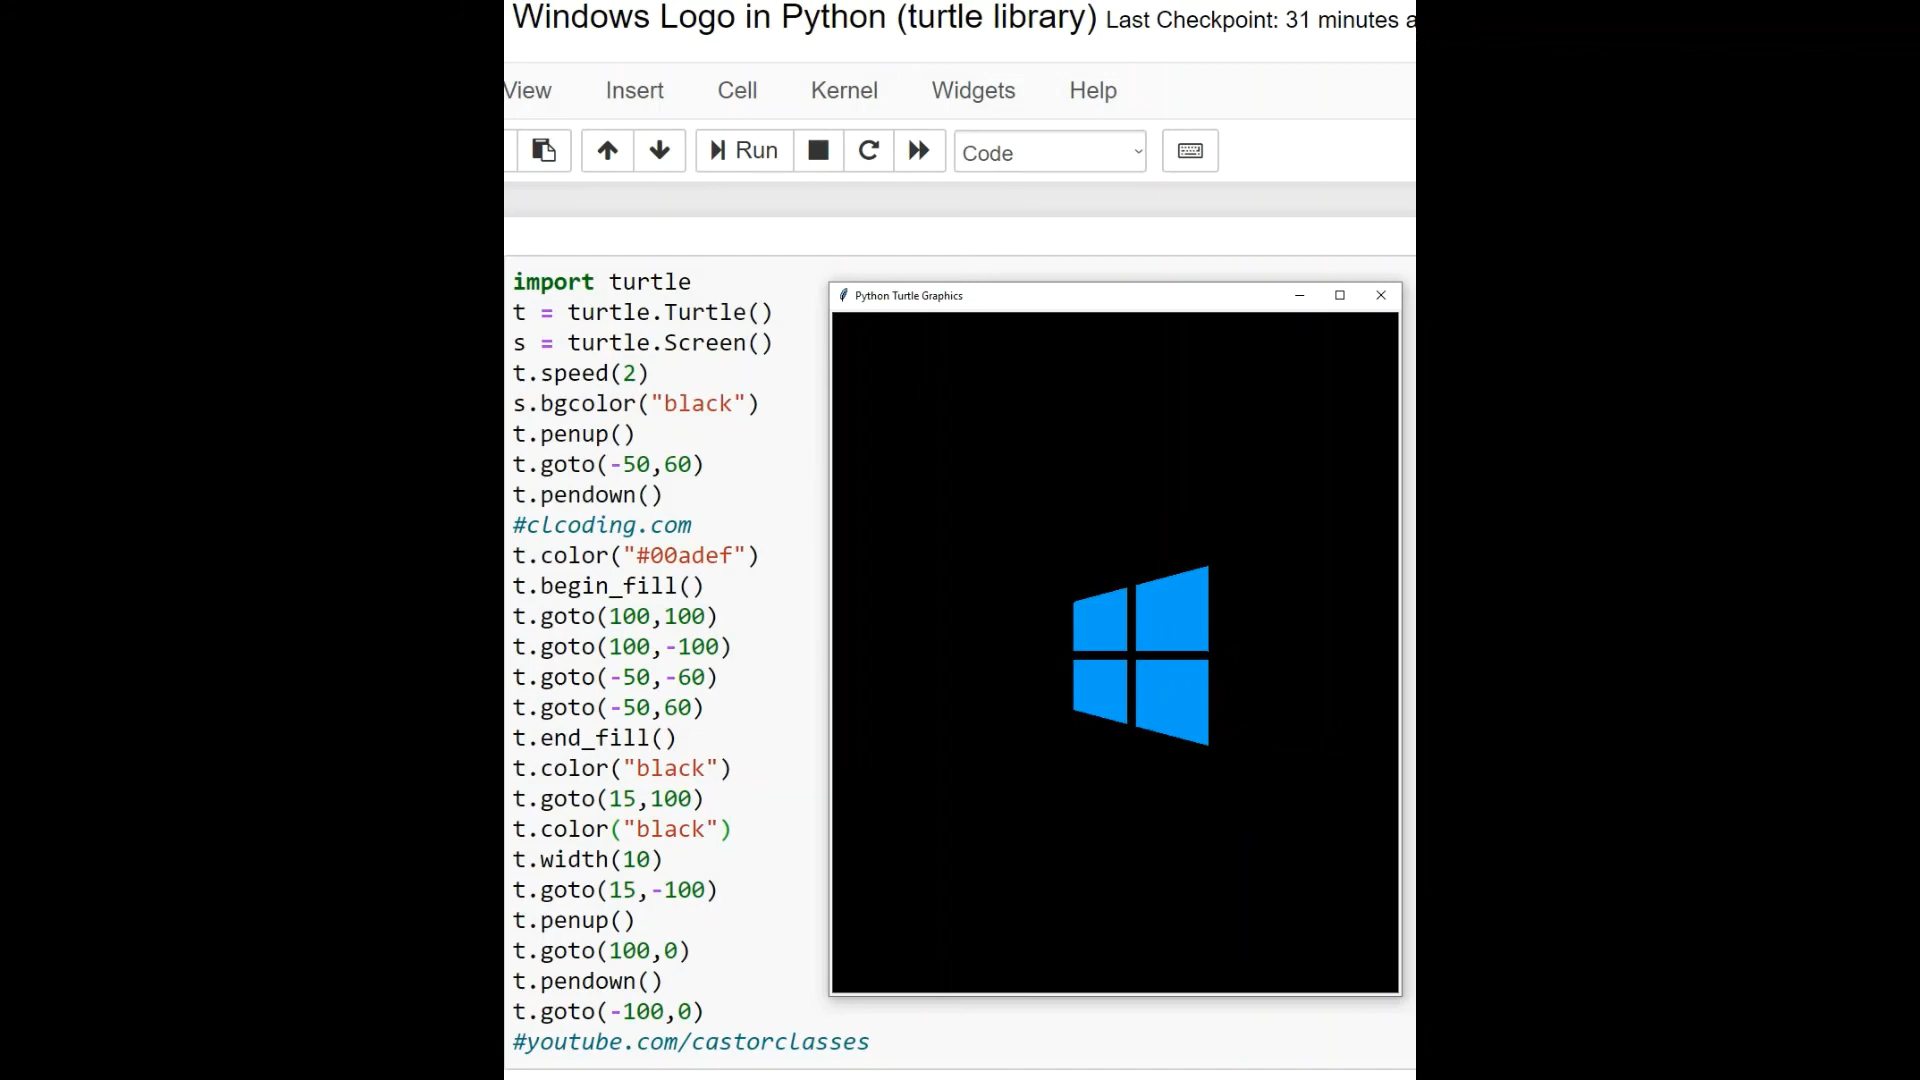 Windows Logo in Python (turtle library) Last Checkpoint: 31 minutes a
View Insert Cell Kernel Widgets Help
Run Code
import turtle
t = turtle.Turtle()
s = turtle.Screen()
t.speed(2)
s.bgcolor("black")
t.penup()
t.goto(-50,60)
t.pendown()
#clcoding.com
t.color("#00adef")
t.begin_fill()
t.goto(100,100)
t.goto(100,-100)
t.goto(-50,-60)
t.goto(-50,60)
t.end_fill()
t.color("black")
t.goto(15,100)
t.color("black")
t.width(10)
t.goto(15,-100)
t.penup()
t.goto(100,0)
t.pendown()
t.goto(-100,0)
#youtube.com/castorclasses
Python Turtle Graphics